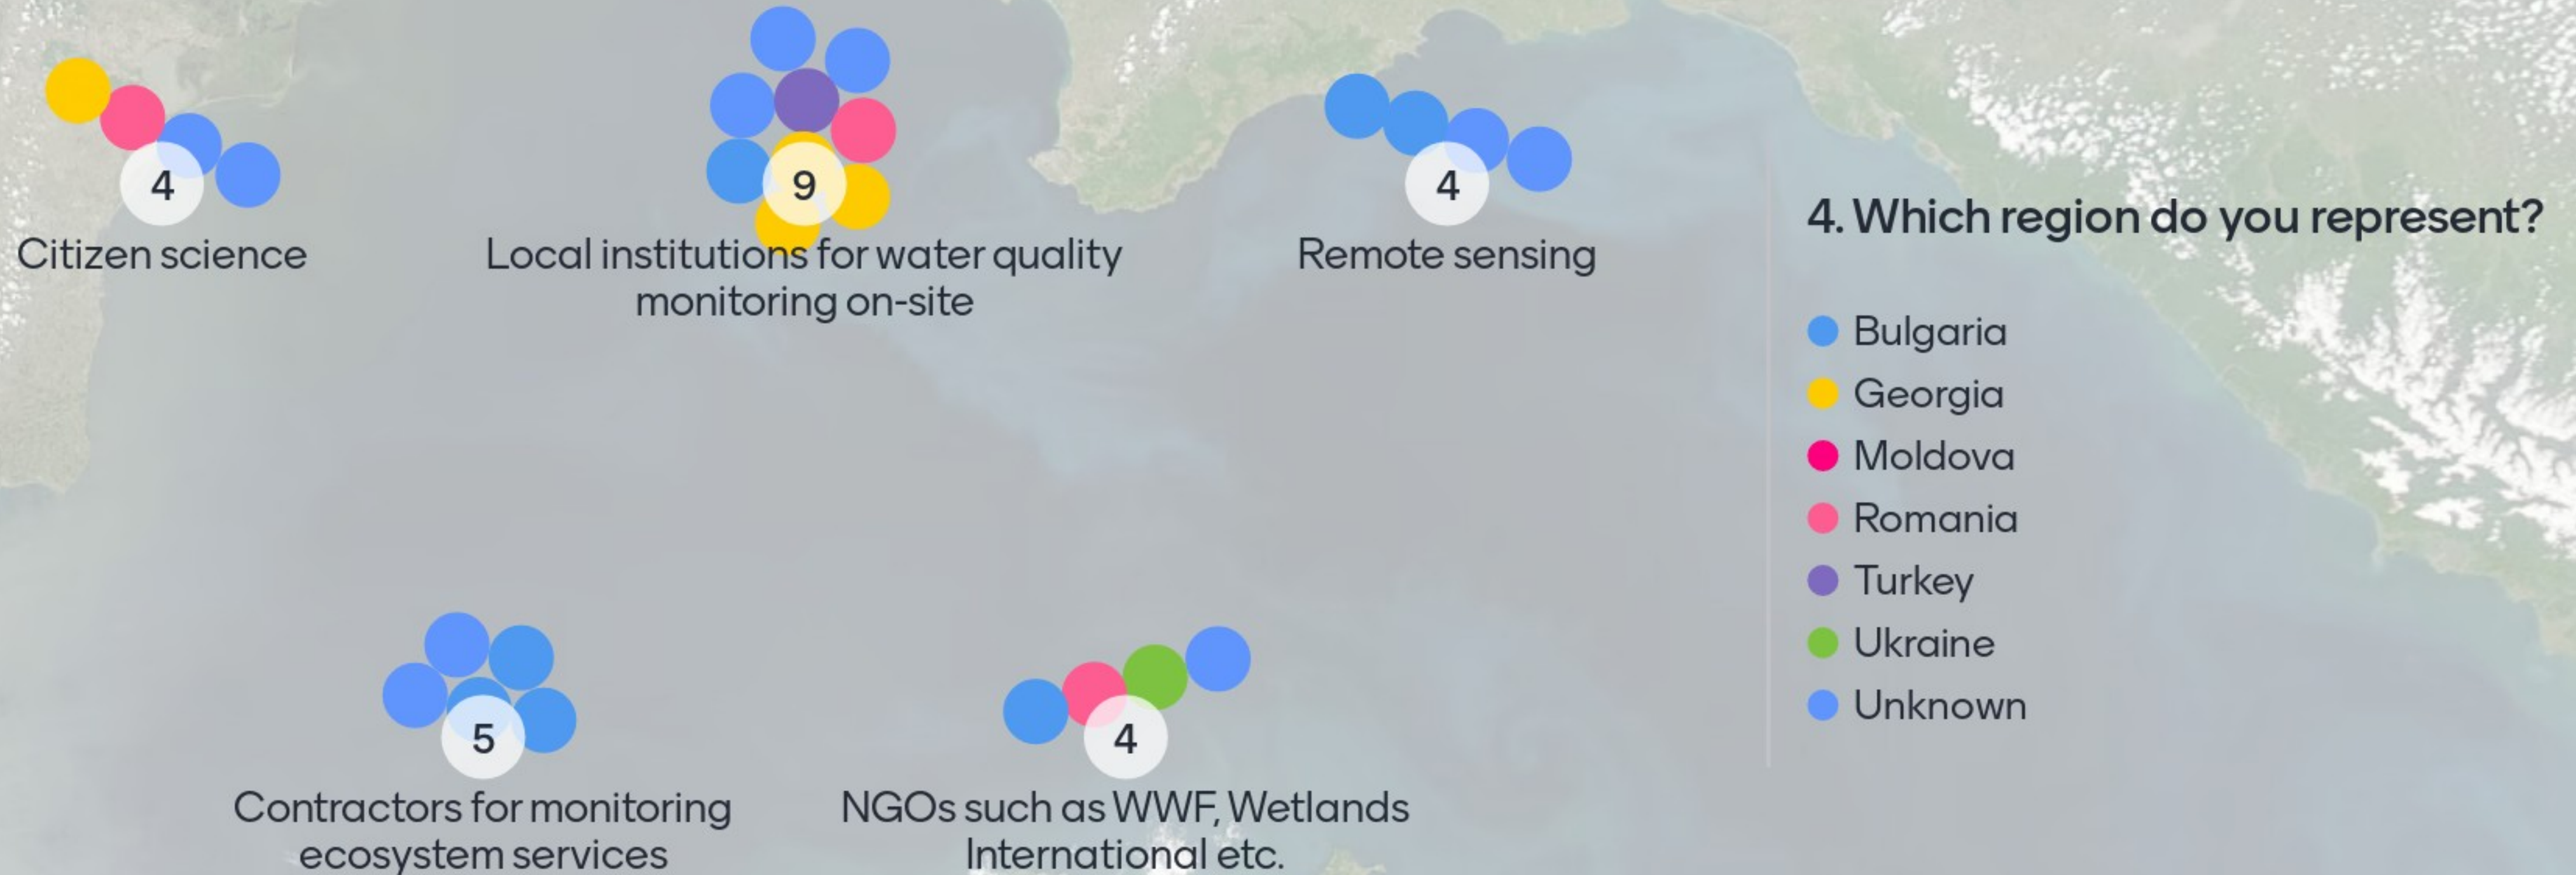 4
Citizen science
9
Local institutions for water quality
monitoring on-site
4
Remote sensing
5
Contractors for monitoring
ecosystem services
4
NGOs such as WWF, Wetlands
International etc.
4. Which region do you represent?
Bulgaria
Georgia
Moldova
Romania
Turkey
Ukraine
Unknown